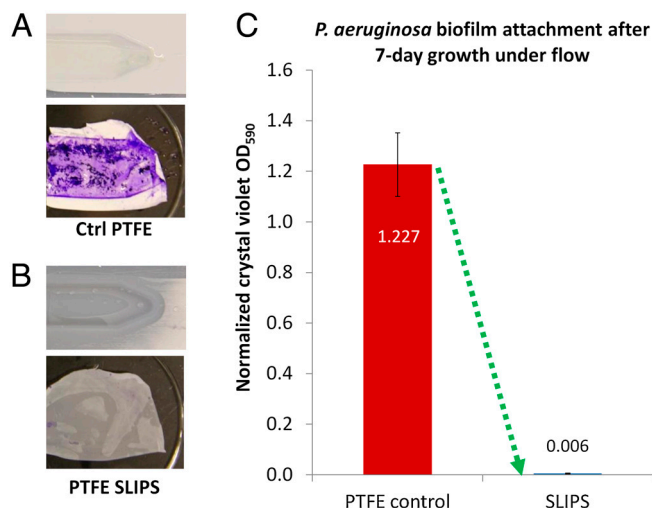 A
Ctrl PTFE
B
PTFE SLIPS
C
P. aeruginosa biofilm attachment after
7-day growth under flow
Normalized crystal violet OD590
1.6
1.4
1.2
1.0
0.8
0.6
0.4
0.2
0.0
1.227
0.006
PTFE control
SLIPS